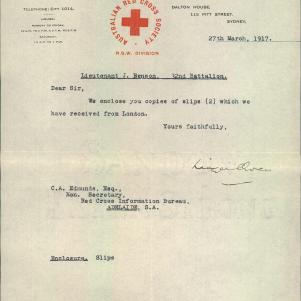 TELEPHONE: CITY 1014.
AUSTRALIAN RED CROSS SOCIETY
N.S.W. DIVISION
DALTON HOUSE,
115 PITT STREET,
SYDNEY,
27th March, 1917.
Lieutenant J. Benson. 32nd Battalion.
Dear Sir,
We enclose you copies of slips (2) which we
have received from London.
Yours faithfully,
C.A. Edmunds, Esq.,
Hon. Secretary,
Red Cross Information Bureau,
ADELAIDE, S.A.
Enclosure. Slips